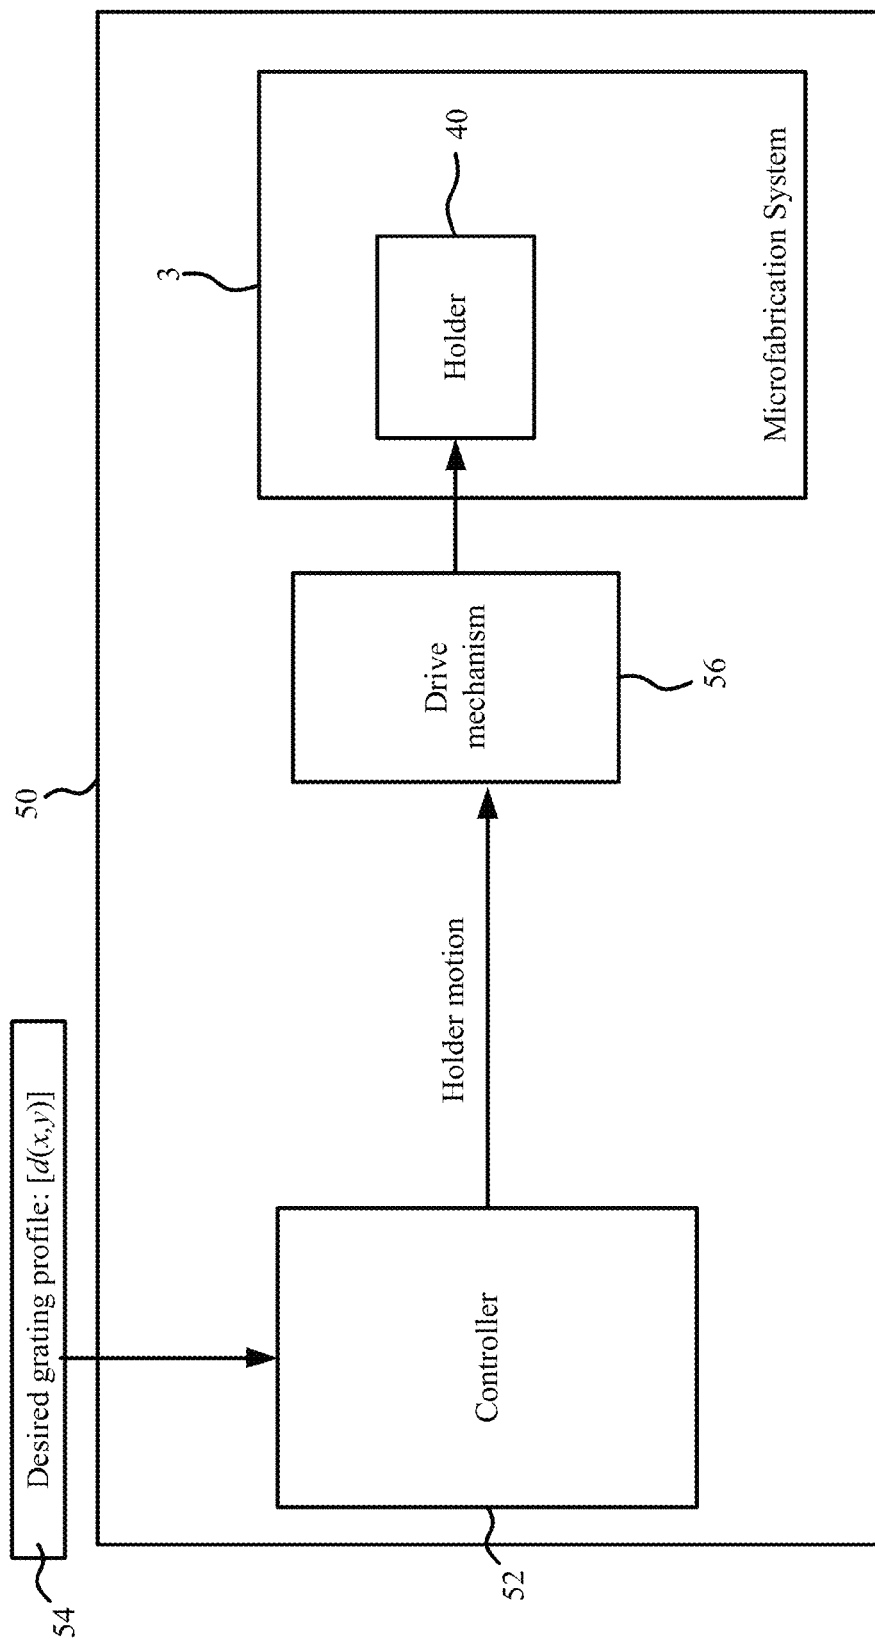 54
Desired grating profile: [d(x,y)]
50
3
52
Controller
Holder motion
Drive
mechanism
56
Holder
40
Microfabrication System